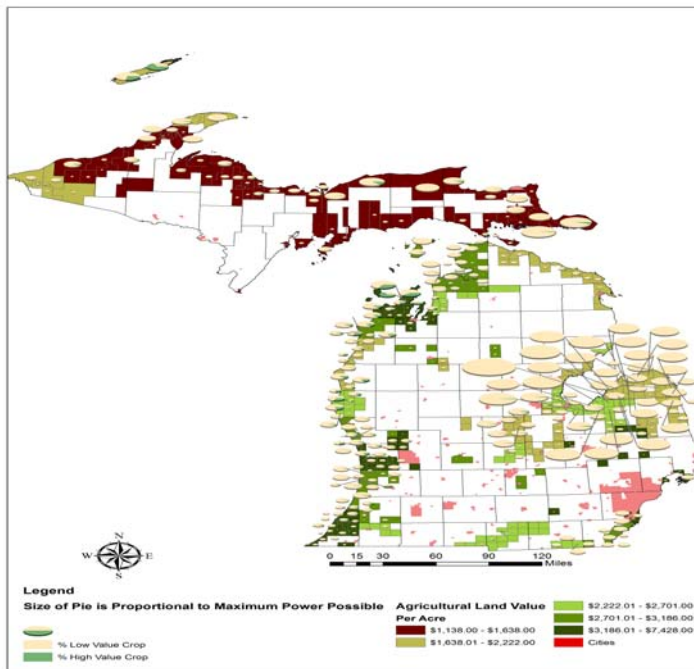 N
W E
S
0 15 30 60 90 120
Miles
Legend
Size of Pie is Proportional to Maximum Power Possible
% Low Value Crop
% High Value Crop
Agricultural Land Value
Per Acre
$1,138.00 - $1,638.00
$1,638.01 - $2,222.00
$2,222.01 - $2,701.00
$2,701.01 - $3,186.00
$3,186.01 - $7,428.00
Cities